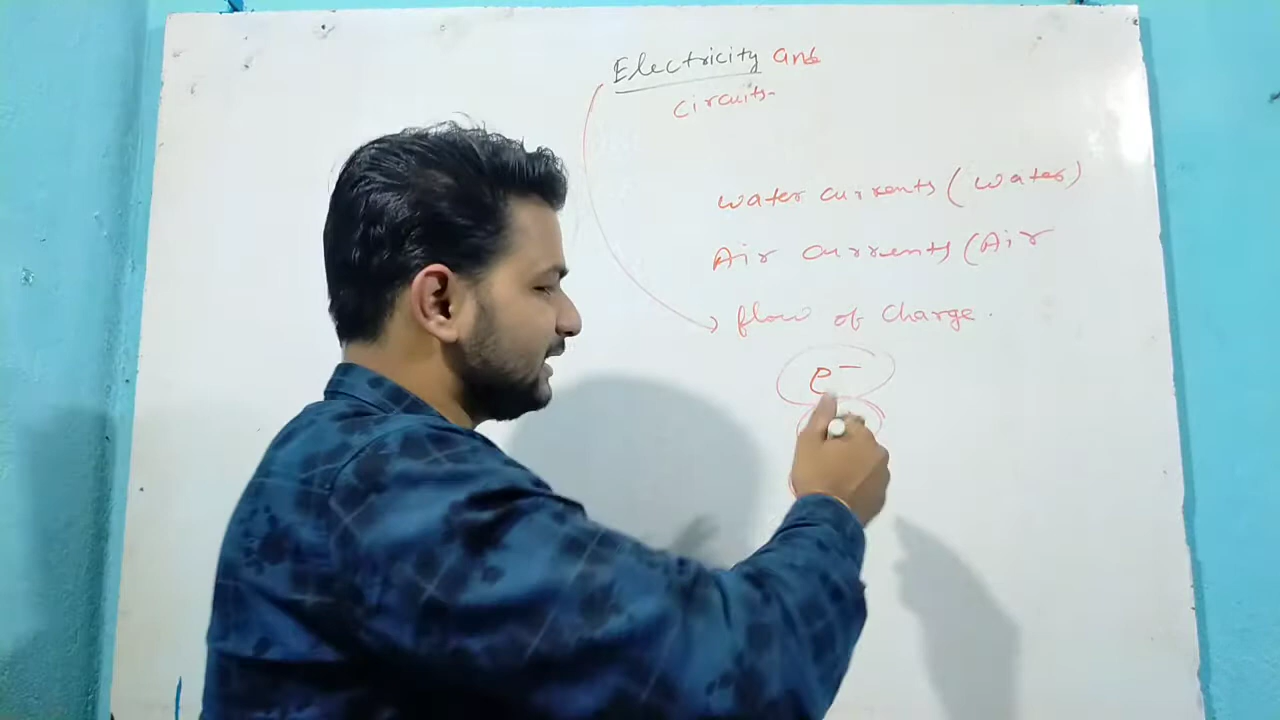 Electricity and
Circuits-
water currents (water)
Air currents (Air
flow of charge.
e-